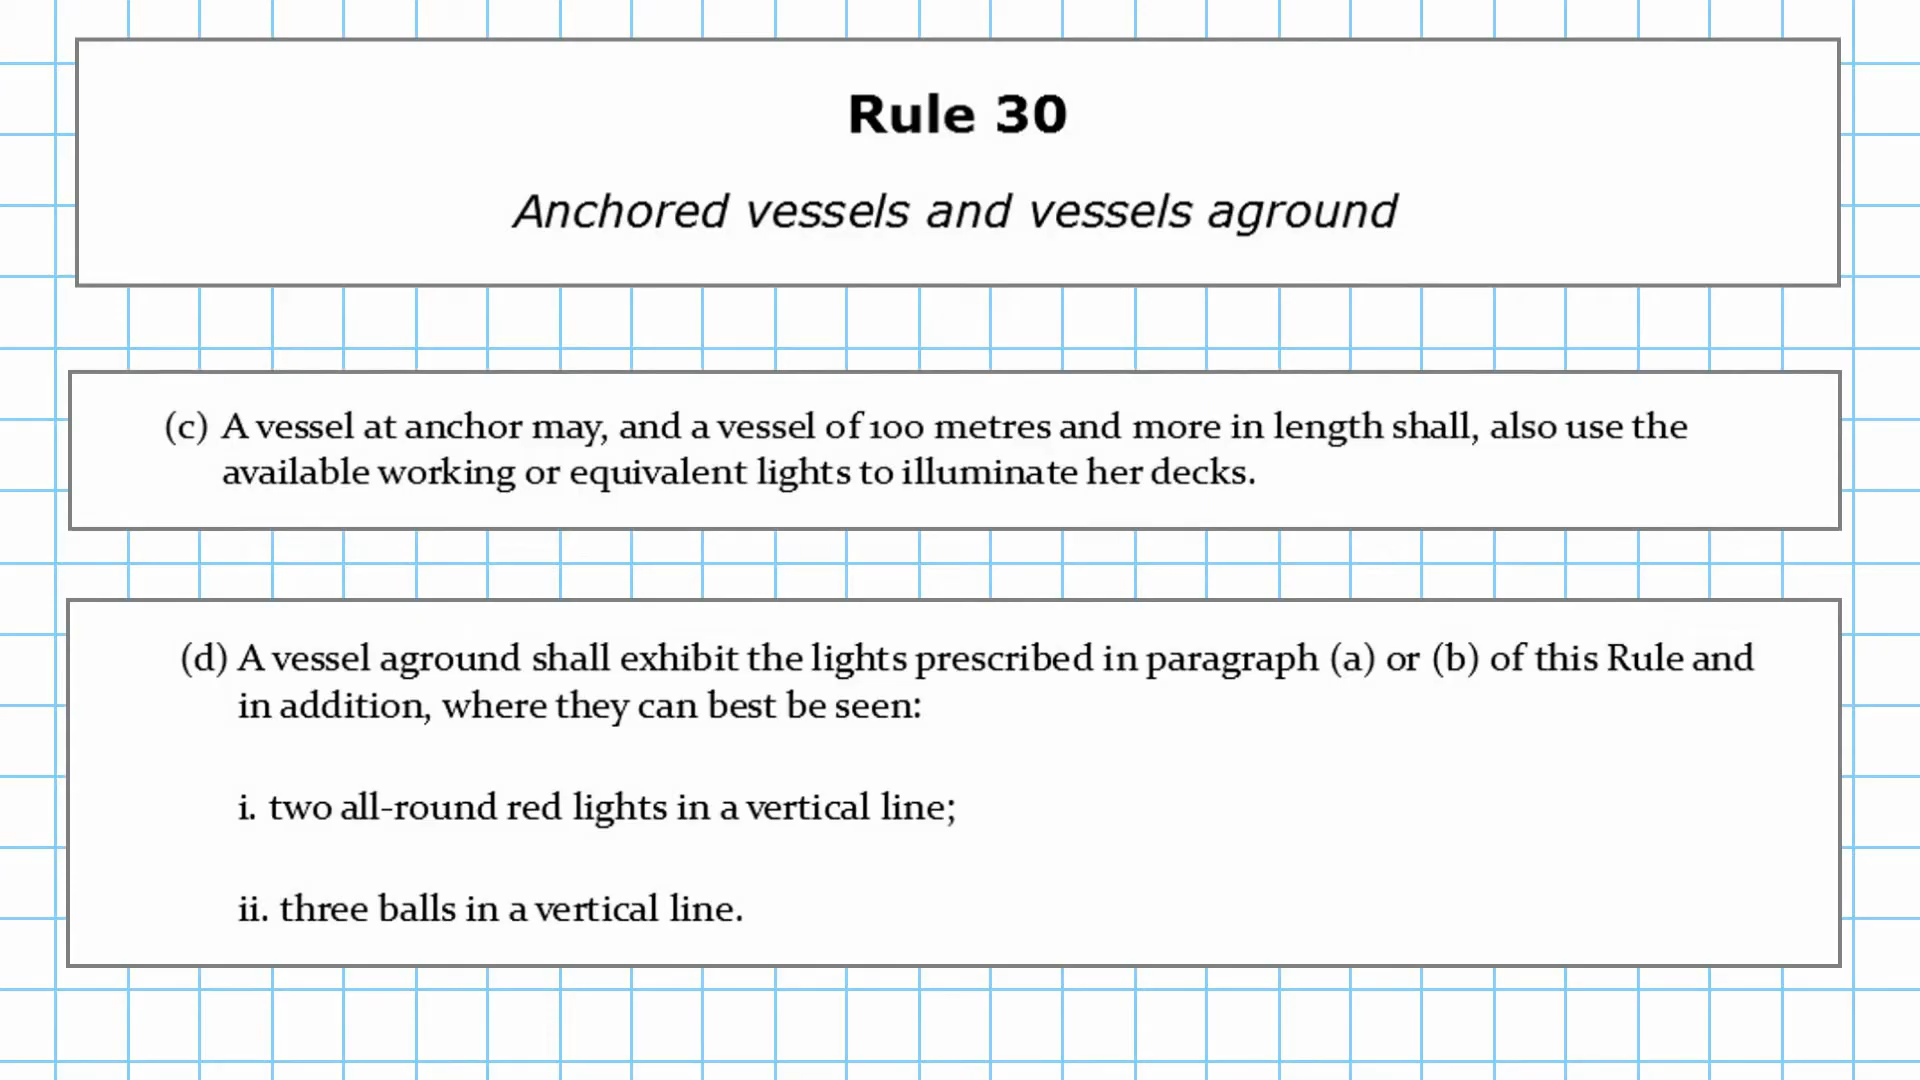 Rule 30
Anchored vessels and vessels aground
(c) A vessel at anchor may, and a vessel of 100 metres and more in length shall, also use the
available working or equivalent lights to illuminate her decks.
(d) A vessel aground shall exhibit the lights prescribed in paragraph (a) or (b) of this Rule and
in addition, where they can best be seen:
i. two all-round red lights in a vertical line;
ii. three balls in a vertical line.